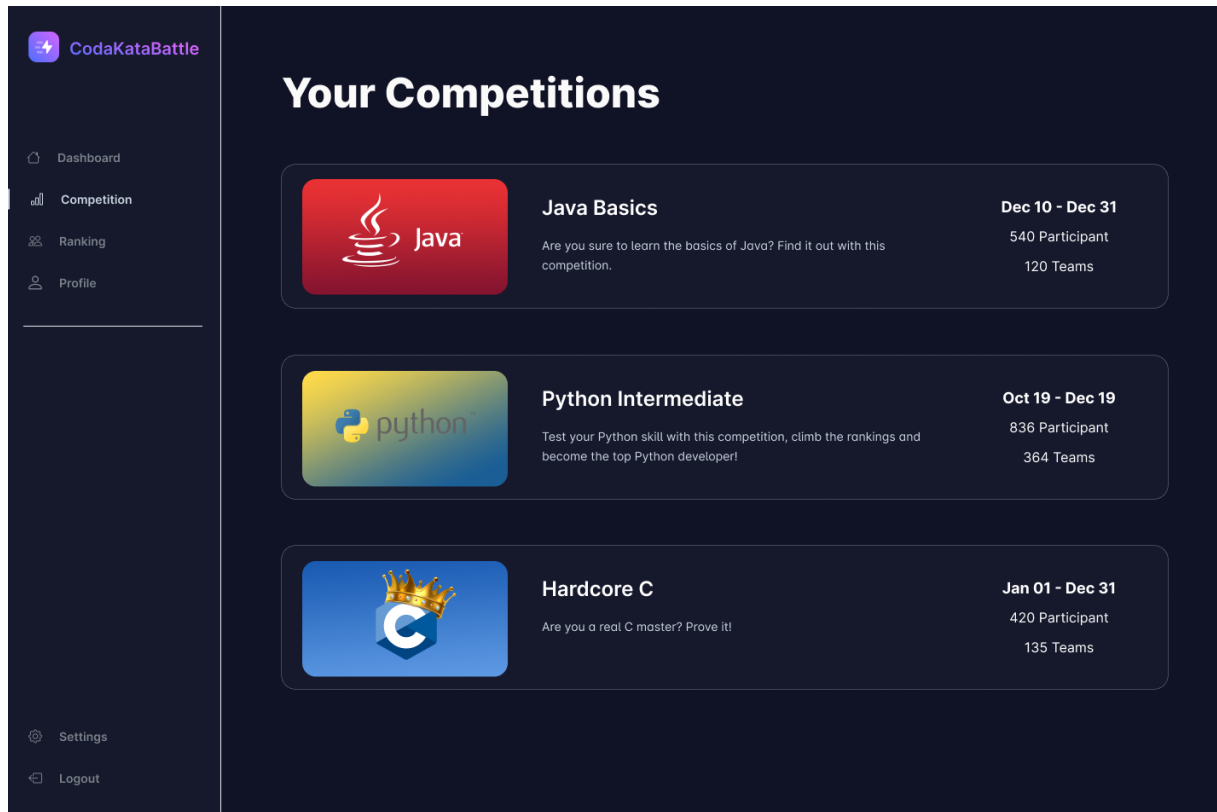 CodaKataBattle
Dashboard
Competition
Ranking
Profile
Settings
Logout
Your Competitions
Java
Java Basics
Are you sure to learn the basics of Java? Find it out with this
competition.
Dec 10 - Dec 31
540 Participant
120 Teams
python™
Python Intermediate
Test your Python skill with this competition, climb the rankings and
become the top Python developer!
Oct 19 - Dec 19
836 Participant
364 Teams
C
Hardcore C
Are you a real C master? Prove it!
Jan 01 - Dec 31
420 Participant
135 Teams